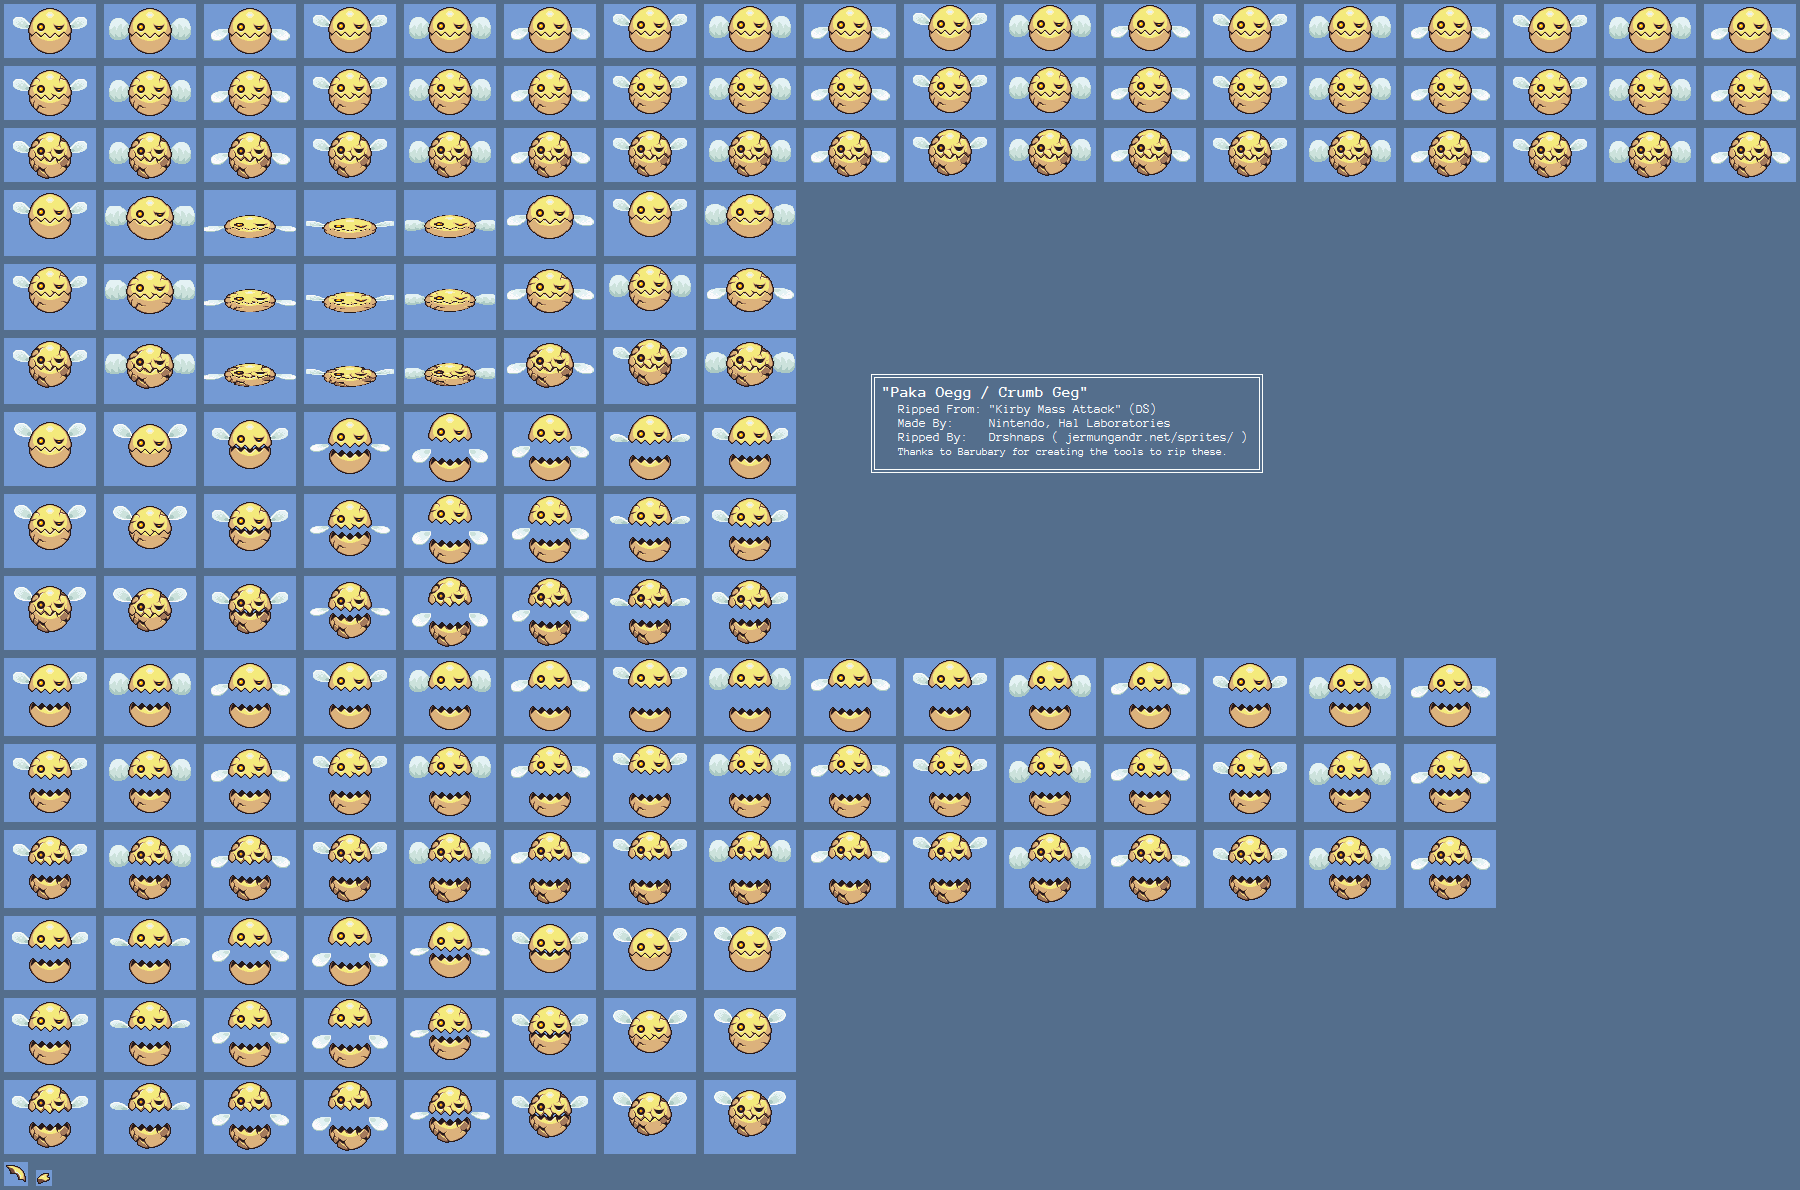 "Paka Oegg / Crumb Geg"
Ripped From: "Kirby Mass Attack" (DS)
Made By: Nintendo, Hal Laboratories
Ripped By: Drshnaps ( jermungandr.net/sprites/ )
Thanks to Barubary for creating the tools to rip these.